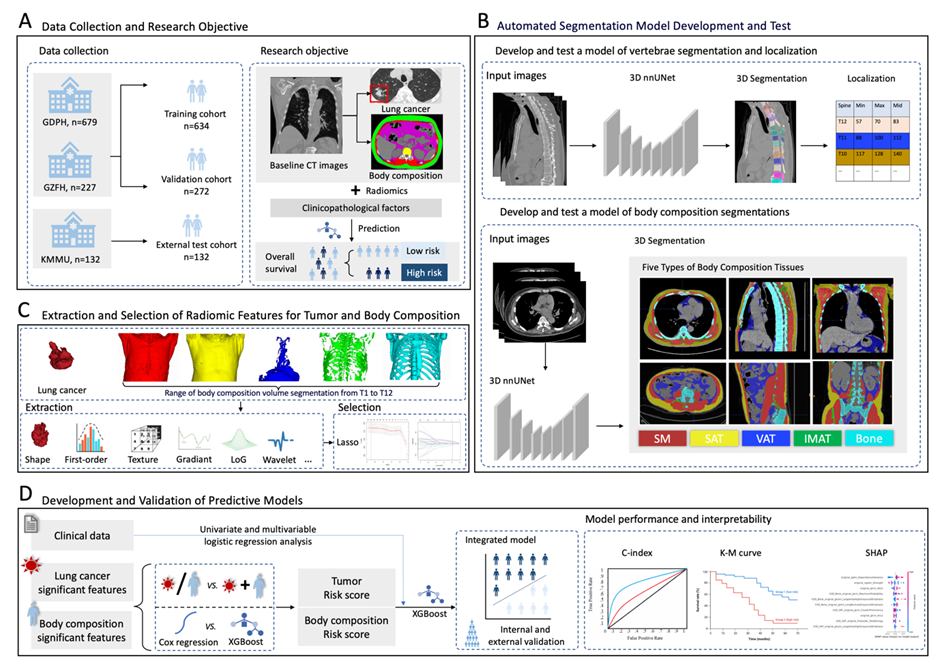 A Data Collection and Research Objective
Data collection
GDPH, n=679
GZFH, n=227
KMMU, n=132
Training cohort
n=634
Validation cohort
n=272
External test cohort
n=132
Research objective
Baseline CT images
Lung cancer
Body composition
+ Radiomics
Clinicopathological factors
Prediction
Overall
survival
Low risk
High risk
B Automated Segmentation Model Development and Test
Develop and test a model of vertebrae segmentation and localization
Input images
3D nnUNet
3D Segmentation
Localization
Spine Min Max Mid
T12 57 70 83
T11 88 100 112
T10 117 128 140
Develop and test a model of body composition segmentations
Input images
3D nnUNet
3D Segmentation
Five Types of Body Composition Tissues
SM SAT VAT IMAT Bone
C Extraction and Selection of Radiomic Features for Tumor and Body Composition
Lung cancer
Range of body composition volume segmentation from T1 to T12
Extraction
Shape First-order Texture Gradiant LoG Wavelet ...
Selection
Lasso
D Development and Validation of Predictive Models
Clinical data
Lung cancer
significant features
Body composition
significant features
Univariate and multivariable
logistic regression analysis
/ VS. +
VS.
Cox regression XGBoost
Tumor
Risk score
Body composition
Risk score
XGBoost
Integrated model
Internal and
external validation
Model performance and interpretability
C-index
True Positive Rate
False Positive Rate
K-M curve
Survival rate (%)
Time (months)
SHAP